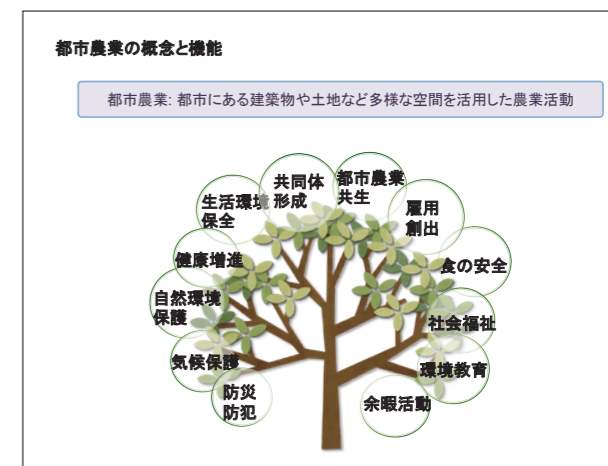 都市農業の概念と機能
都市農業: 都市にある建築物や土地など多様な空間を活用した農業活動
共同体
形成
都市農業
共生
生活環境
保全
雇用
創出
健康増進
食の安全
自然環境
保護
社会福祉
気候保護
環境教育
防災
防犯
余暇活動